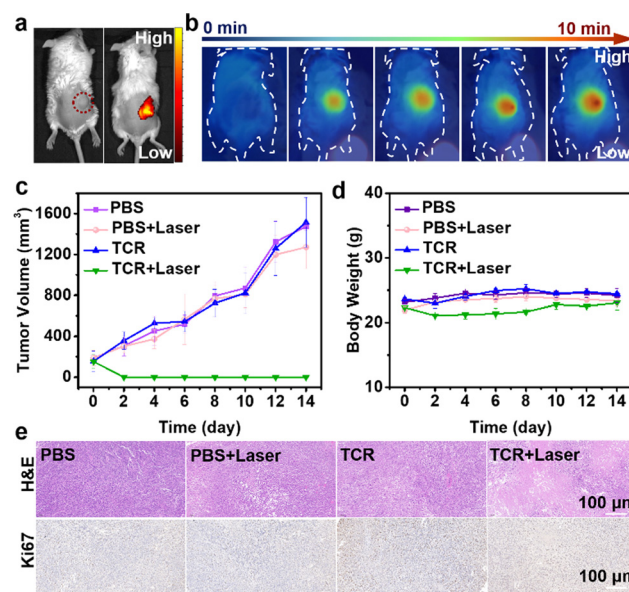 a
High
Low
b
0 min
10 min
High
Low
c
Tumor Volume (mm³)
1600
1200
800
400
0
PBS
PBS+Laser
TCR
TCR+Laser
0 2 4 6 8 10 12 14
Time (day)
d
Body Weight (g)
40
30
20
10
PBS
PBS+Laser
TCR
TCR+Laser
0 2 4 6 8 10 12 14
Time (day)
e
H&E
PBS
PBS+Laser
TCR
TCR+Laser
100 μm
Ki67
100 μm